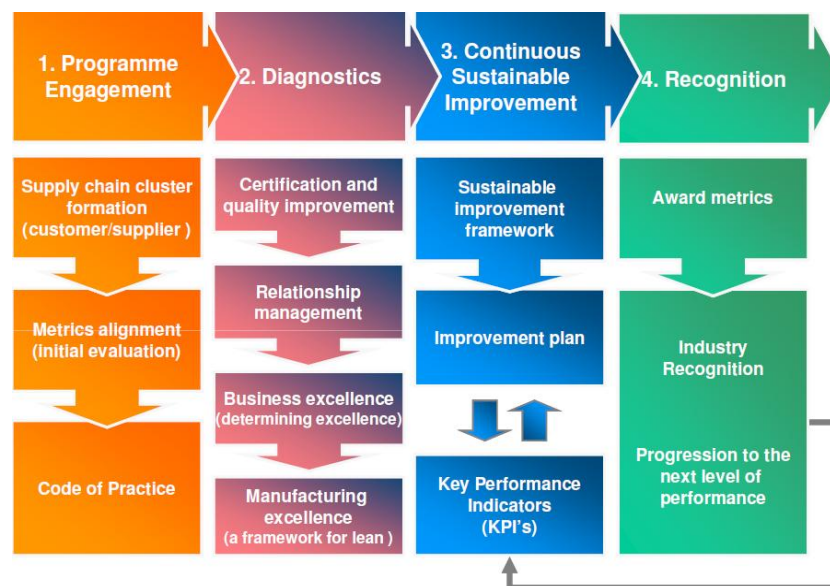 1. Programme
Engagement
2. Diagnostics
3. Continuous
Sustainable
Improvement
4. Recognition
Supply chain cluster
formation
(customer/supplier )
Metrics alignment
(initial evaluation)
Code of Practice
Certification and
quality improvement
Relationship
management
Business excellence
(determining excellence)
Manufacturing
excellence
(a framework for lean )
Sustainable
improvement
framework
Improvement plan
Key Performance
Indicators
(KPI's)
Award metrics
Industry
Recognition
Progression to the
next level of
performance